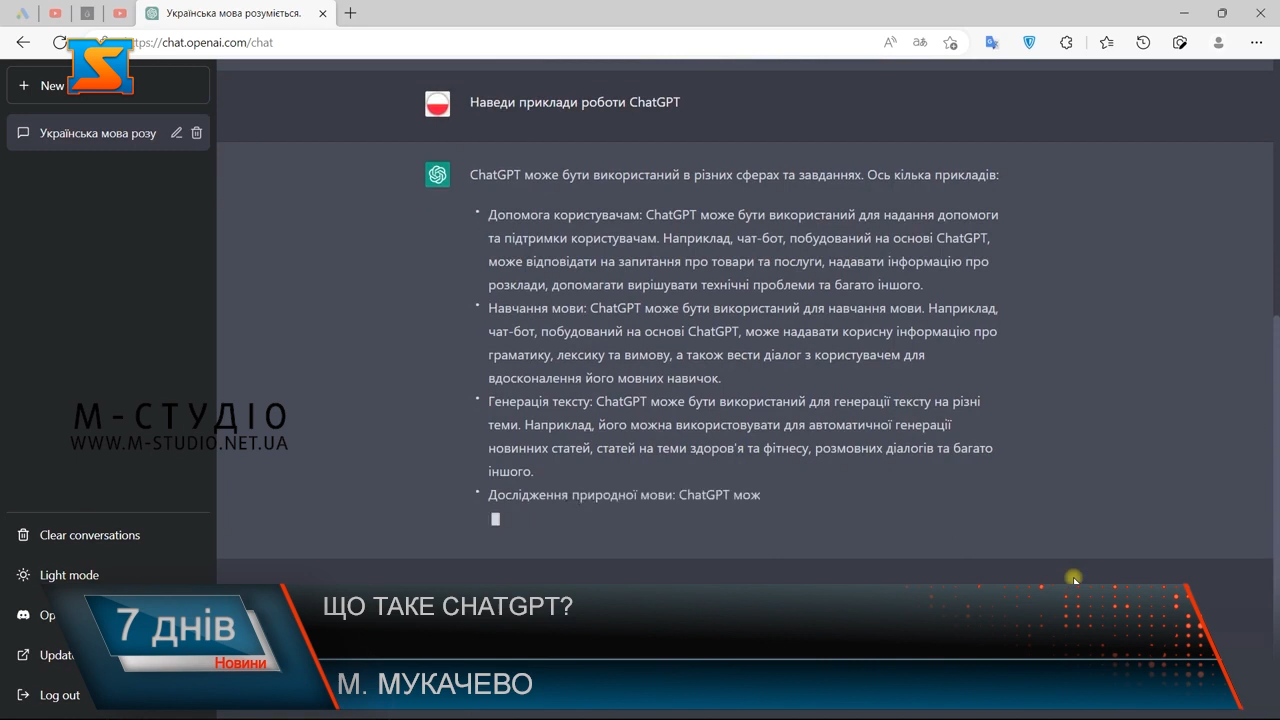 Українська мова розуміється.
https://chat.openai.com/chat
New
Українська мова розу
Наведи приклади роботи ChatGPT
ChatGPT може бути використаний в різних сферах та завданнях. Ось кілька прикладів:
Допомога користувачам: ChatGPT може бути використаний для надання допомоги
та підтримки користувачам. Наприклад, чат-бот, побудований на основі ChatGPT,
може відповідати на запитання про товари та послуги, надавати інформацію про
розклади, допомагати вирішувати технічні проблеми та багато іншого.
Навчання мови: ChatGPT може бути використаний для навчання мови. Наприклад,
чат-бот, побудований на основі ChatGPT, може надавати корисну інформацію про
граматику, лексику та вимову, а також вести діалог з користувачем для
вдосконалення його мовних навичок.
Генерація тексту: ChatGPT може бути використаний для генерації тексту на різні
теми. Наприклад, його можна використовувати для автоматичної генерації
новинних статей, статей на теми здоров'я та фітнесу, розмовних діалогів та багато
іншого.
Дослідження природної мови: ChatGPT мож
М-СТУДІО
WWW.M-STUDIO.NET.UA
Clear conversations
Light mode
Log out
7 днів
Новини
ЩО ТАКЕ CHATGPT?
М. МУКАЧЕВО